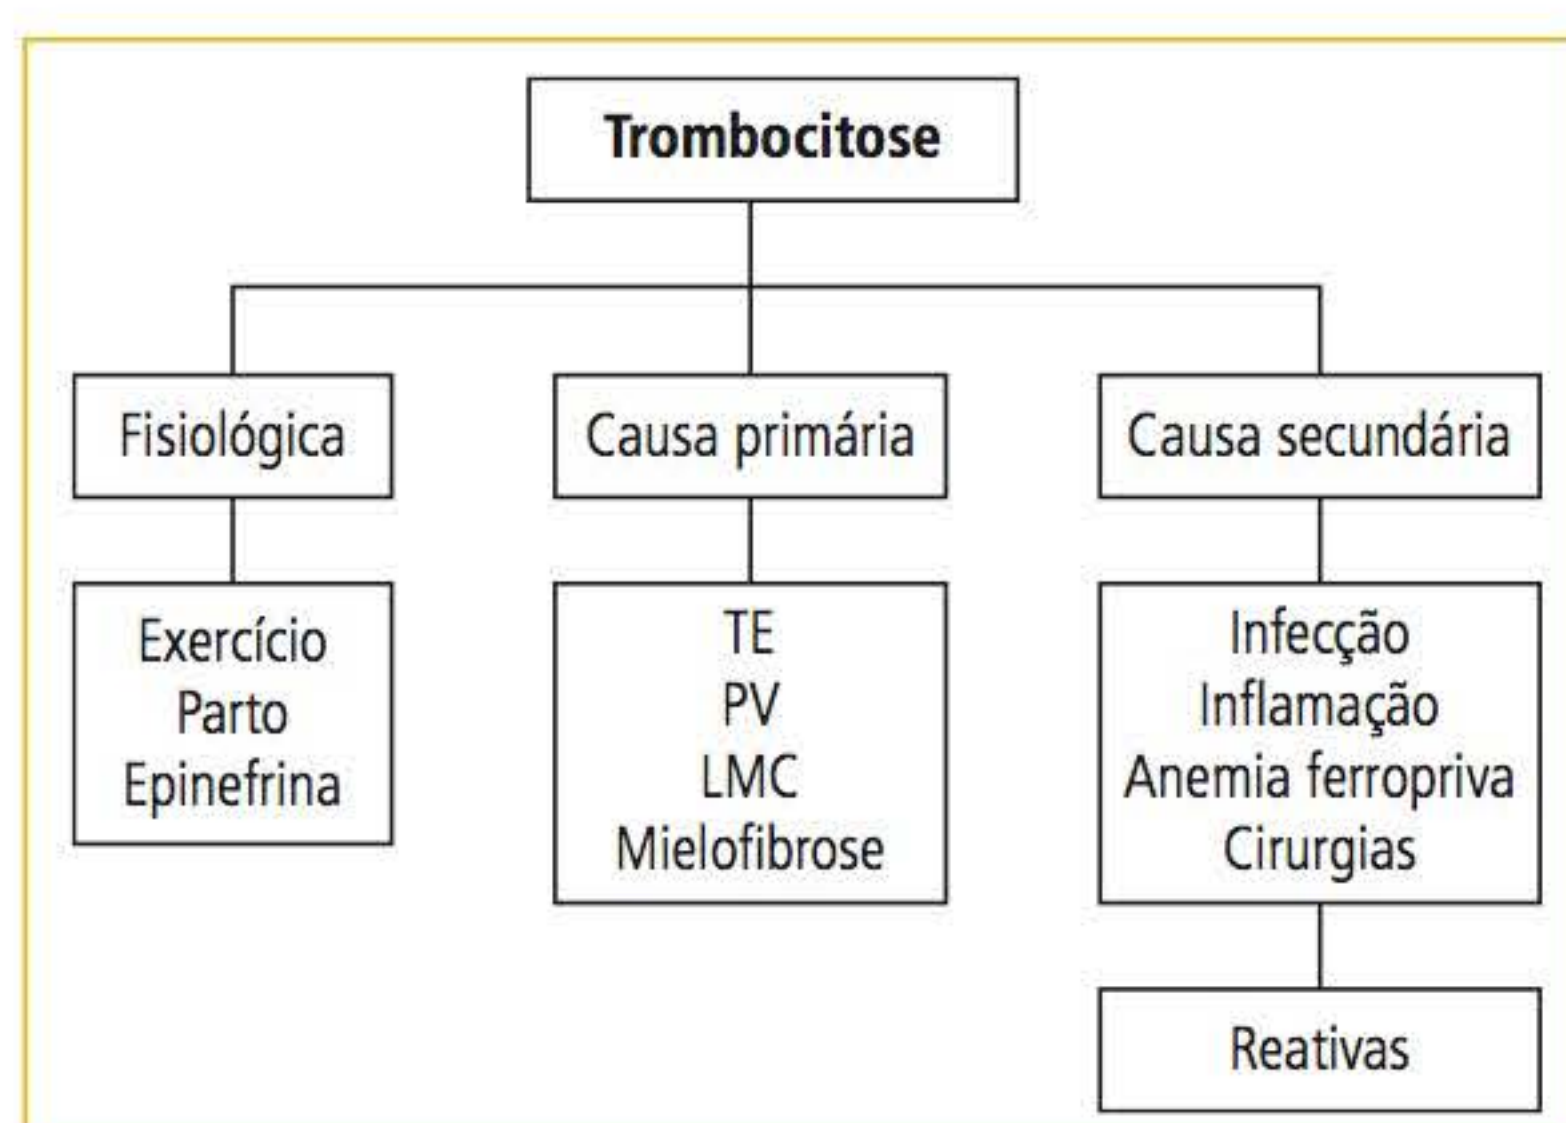 Trombocitose
Fisiológica
Causa primária
Causa secundária
Exercício
Parto
Epinefrina
TE
PV
LMC
Mielofibrose
Infecção
Inflamação
Anemia ferropriva
Cirurgias
Reativas